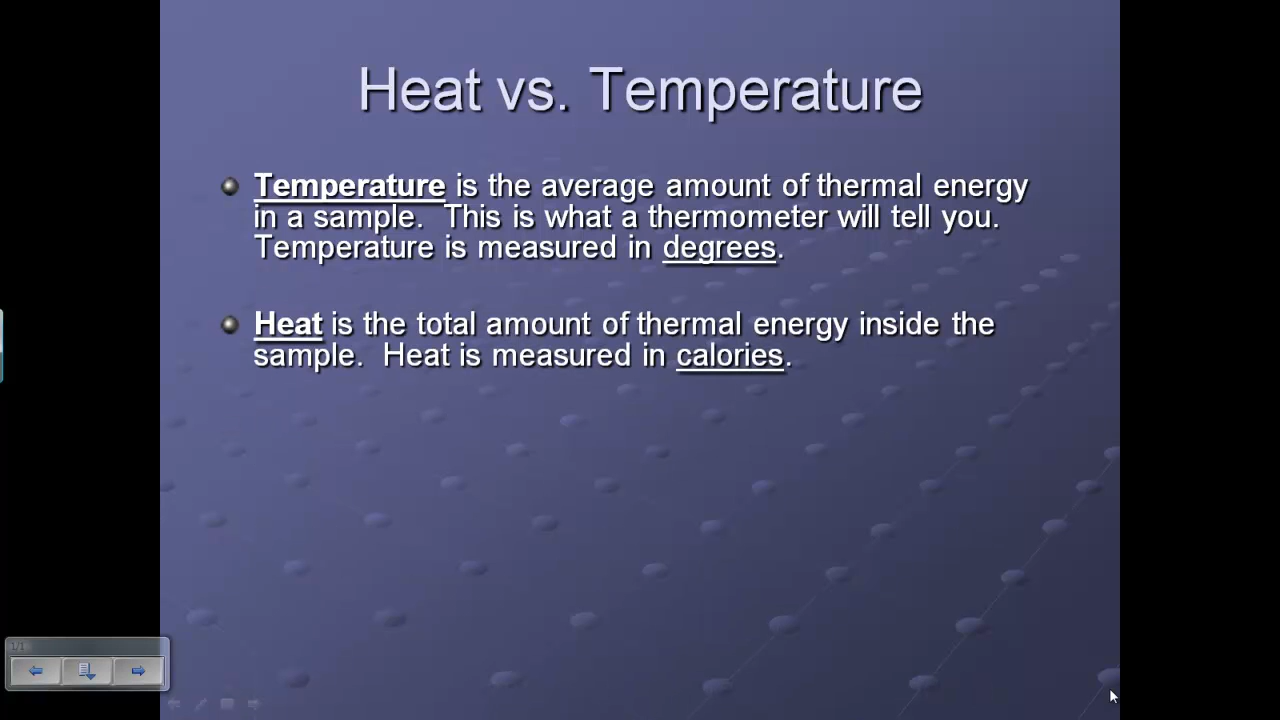 Heat vs. Temperature
Temperature is the average amount of thermal energy
in a sample. This is what a thermometer will tell you.
Temperature is measured in degrees.
Heat is the total amount of thermal energy inside the
sample. Heat is measured in calories.
1/1